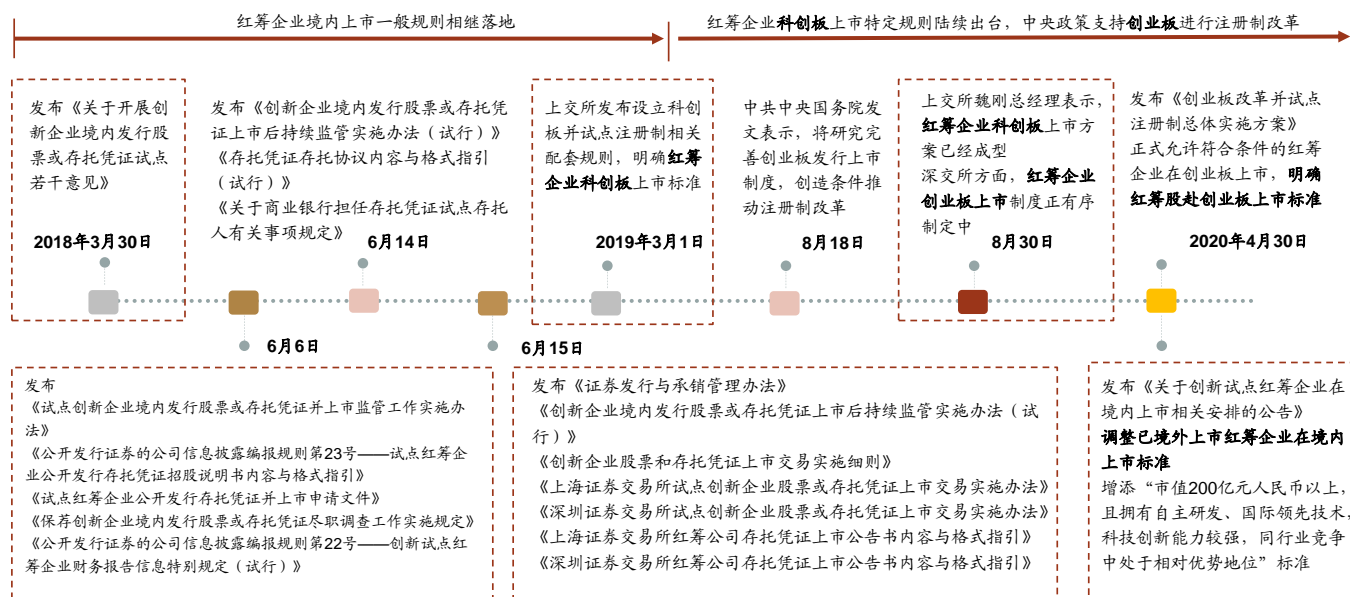 红筹企业境内上市一般规则相继落地
红筹企业科创板上市特定规则陆续出台，中央政策支持创业板进行注册制改革
发布《关于开展创
新企业境内发行股
票或存托凭证试点
若干意见》
2018年3月30日
发布《创新企业境内发行股票或存托凭
证上市后持续监管实施办法（试行）》
《存托凭证存托协议内容与格式指引
（试行）》
《关于商业银行担任存托凭证试点存托
人有关事项规定》
6月14日
上交所发布设立科创
板并试点注册制相关
配套规则，明确红筹
企业科创板上市标准
2019年3月1日
中共中央国务院发
文表示，将研究完
善创业板发行上市
制度，创造条件推
动注册制改革
8月18日
上交所魏刚总经理表示，
红筹企业科创板上市方
案已经成型
深交所方面，红筹企业
创业板上市制度正有序
制定中
8月30日
发布《创业板改革并试点
注册制总体实施方案》
正式允许符合条件的红筹
企业在创业板上市，明确
红筹股赴创业板上市标准
2020年4月30日
6月6日
6月15日
发布
《试点创新企业境内发行股票或存托凭证并上市监管工作实施办
法》
《公开发行证券的公司信息披露编报规则第23号——试点红筹企
业公开发行存托凭证招股说明书内容与格式指引》
《试点红筹企业公开发行存托凭证并上市申请文件》
《保荐创新企业境内发行股票或存托凭证尽职调查工作实施规定》
《公开发行证券的公司信息披露编报规则第22号——创新试点红
筹企业财务报告信息特别规定（试行）》
发布《证券发行与承销管理办法》
《创新企业境内发行股票或存托凭证上市后持续监管实施办法（试
行）》
《创新企业股票和存托凭证上市交易实施细则》
《上海证券交易所试点创新企业股票或存托凭证上市交易实施办法》
《深圳证券交易所试点创新企业股票或存托凭证上市交易实施办法》
《上海证券交易所红筹公司存托凭证上市公告书内容与格式指引》
《深圳证券交易所红筹公司存托凭证上市公告书内容与格式指引》
发布《关于创新试点红筹企业在
境内上市相关安排的公告》
调整已境外上市红筹企业在境内
上市标准
增添“市值200亿元人民币以上，
且拥有自主研发、国际领先技术，
科技创新能力较强，同行业竞争
中处于相对优势地位”标准